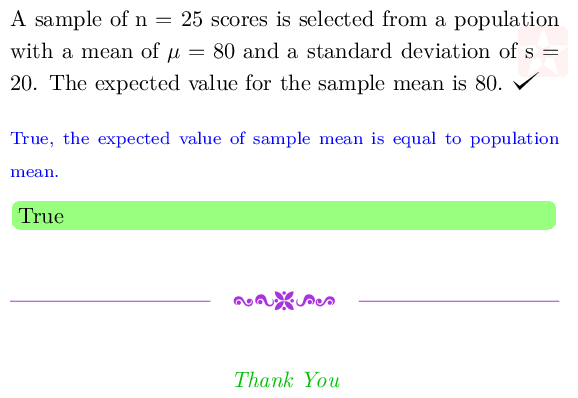 A sample of n = 25 scores is selected from a population
with a mean of μ = 80 and a standard deviation of s =
20. The expected value for the sample mean is 80. ✓
True, the expected value of sample mean is equal to population
mean.
True
Thank You